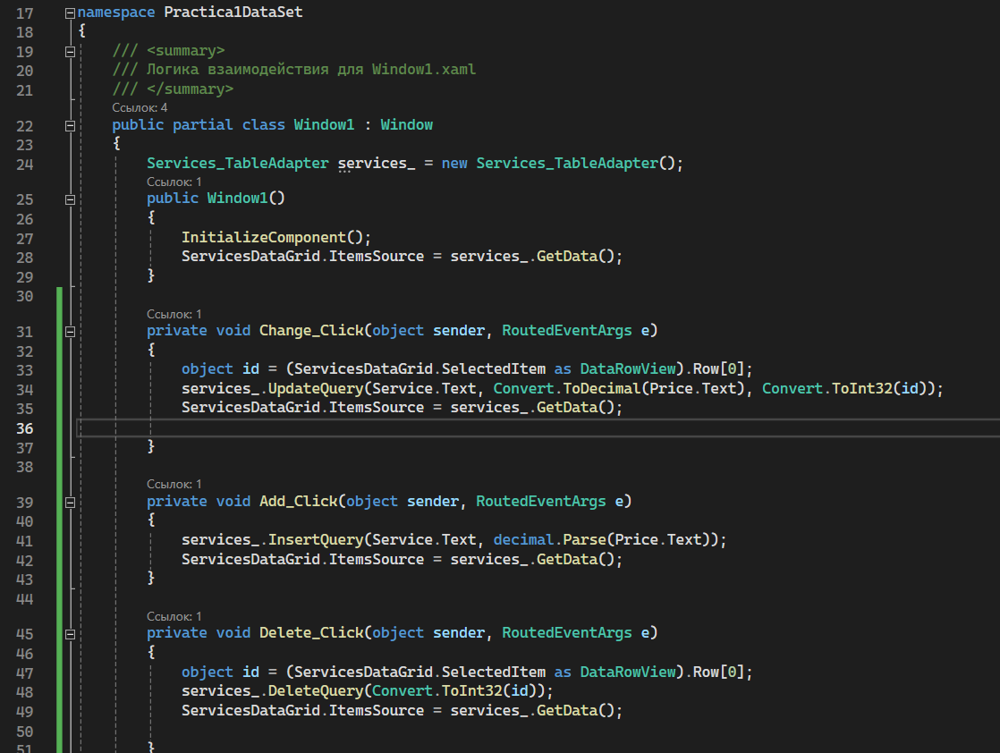 17 namespace Practica1DataSet
18 {
19 /// <summary>
20 /// Логика взаимодействия для Window1.xaml
21 /// </summary>
Ссылок: 4
22 public partial class Window1 : Window
23 {
24 Services_TableAdapter services_ = new Services_TableAdapter();
Ссылок: 1
25 public Window1()
26 {
27 InitializeComponent();
28 ServicesDataGrid.ItemsSource = services_.GetData();
29 }
30
Ссылок: 1
31 private void Change_Click(object sender, RoutedEventArgs e)
32 {
33 object id = (ServicesDataGrid.SelectedItem as DataRowView).Row[0];
34 services_.UpdateQuery(Service.Text, Convert.ToDecimal(Price.Text), Convert.ToInt32(id));
35 ServicesDataGrid.ItemsSource = services_.GetData();
36
37 }
38
Ссылок: 1
39 private void Add_Click(object sender, RoutedEventArgs e)
40 {
41 services_.InsertQuery(Service.Text, decimal.Parse(Price.Text));
42 ServicesDataGrid.ItemsSource = services_.GetData();
43 }
44
Ссылок: 1
45 private void Delete_Click(object sender, RoutedEventArgs e)
46 {
47 object id = (ServicesDataGrid.SelectedItem as DataRowView).Row[0];
48 services_.DeleteQuery(Convert.ToInt32(id));
49 ServicesDataGrid.ItemsSource = services_.GetData();
50
51 }